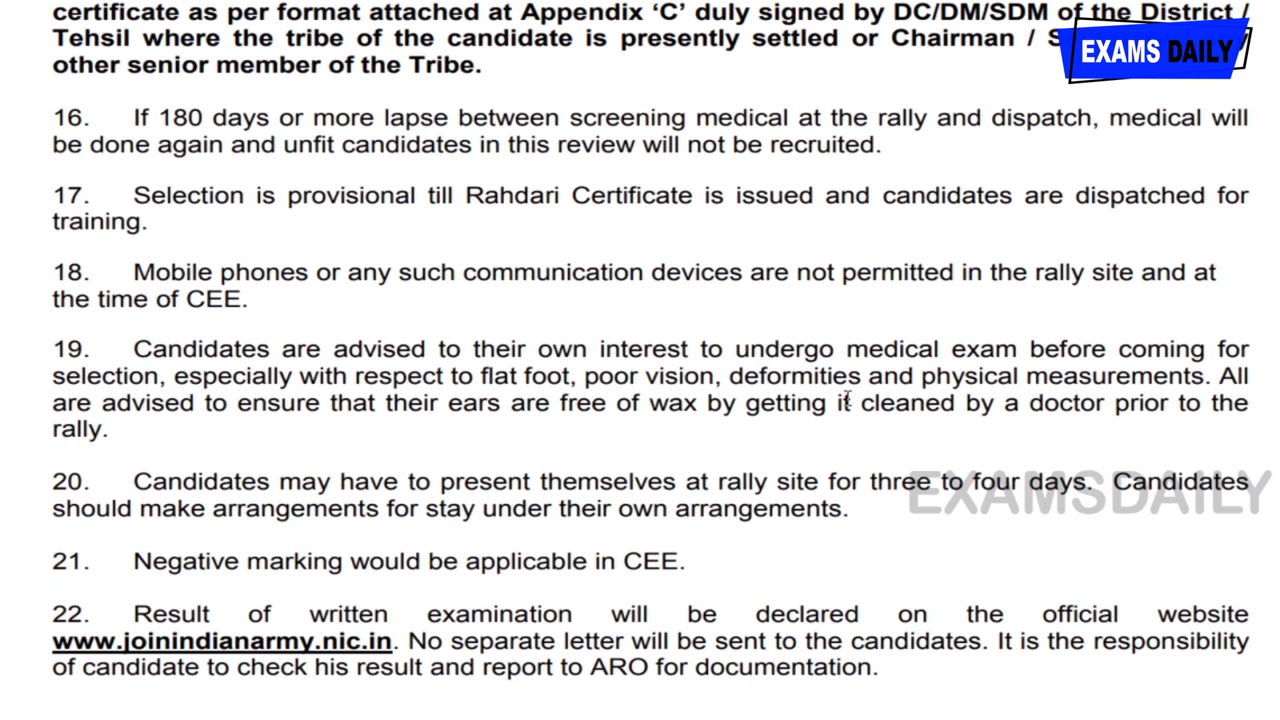 certificate as per format attached at Appendix ‘C’ duly signed by DC/DM/SDM of the District /
Tehsil where the tribe of the candidate is presently settled or Chairman /
other senior member of the Tribe.
EXAMS DAILY
16. If 180 days or more lapse between screening medical at the rally and dispatch, medical will
be done again and unfit candidates in this review will not be recruited.
17. Selection is provisional till Rahdari Certificate is issued and candidates are dispatched for
training.
18. Mobile phones or any such communication devices are not permitted in the rally site and at
the time of CEE.
19. Candidates are advised to their own interest to undergo medical exam before coming for
selection, especially with respect to flat foot, poor vision, deformities and physical measurements. All
are advised to ensure that their ears are free of wax by getting it cleaned by a doctor prior to the
rally.
20. Candidates may have to present themselves at rally site for three to four days. Candidates
should make arrangements for stay under their own arrangements.
EXAMSDAILY
21. Negative marking would be applicable in CEE.
22. Result of written examination will be declared on the official website
www.joinindianarmy.nic.in. No separate letter will be sent to the candidates. It is the responsibility
of candidate to check his result and report to ARO for documentation.